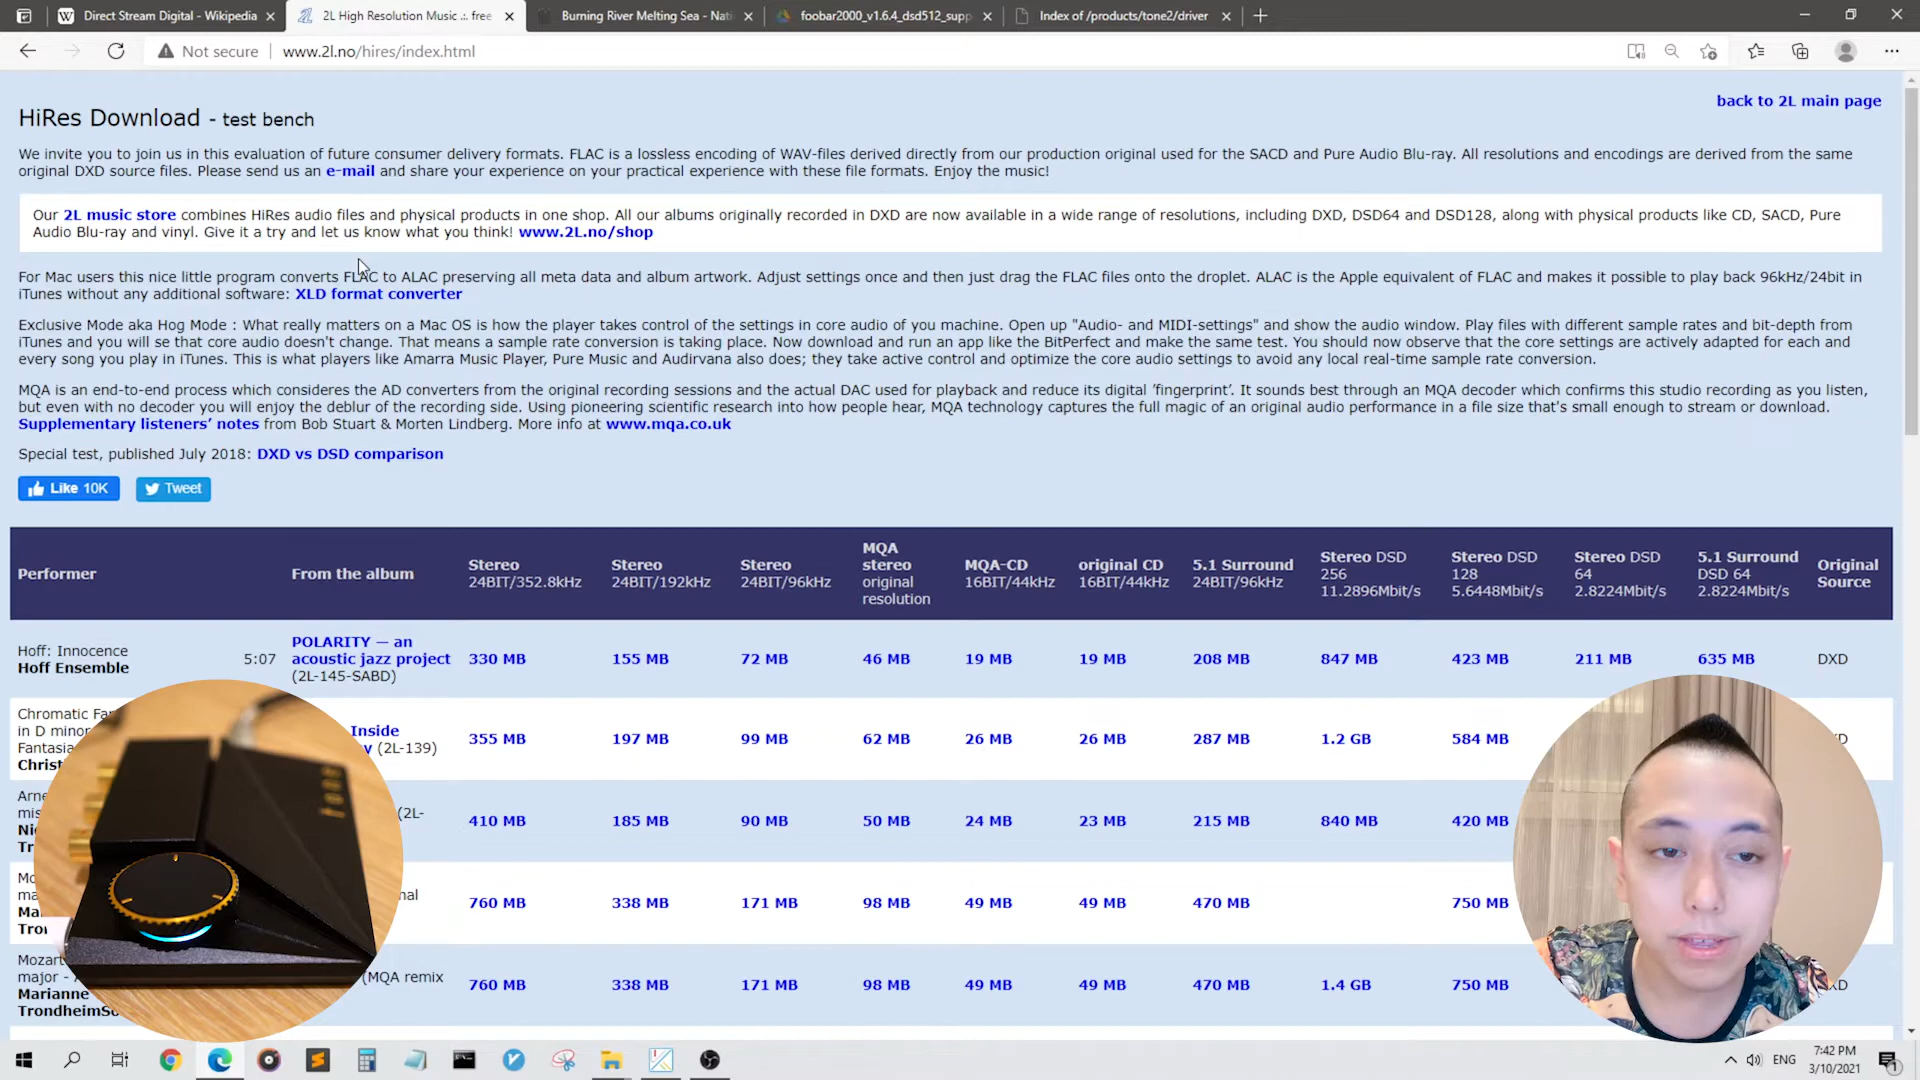 Direct Stream Digital - Wikipedia
2L High Resolution Music .:. free
Burning River Melting Sea - Nati
foobar2000_v1.6.4_dsd512_supp
Index of /products/tone2/driver
Not secure
www.2l.no/hires/index.html
back to 2L main page
HiRes Download - test bench
We invite you to join us in this evaluation of future consumer delivery formats. FLAC is a lossless encoding of WAV-files derived directly from our production original used for the SACD and Pure Audio Blu-ray. All resolutions and encodings are derived from the same
original DXD source files. Please send us an e-mail and share your experience on your practical experience with these file formats. Enjoy the music!
Our 2L music store combines HiRes audio files and physical products in one shop. All our albums originally recorded in DXD are now available in a wide range of resolutions, including DXD, DSD64 and DSD128, along with physical products like CD, SACD, Pure
Audio Blu-ray and vinyl. Give it a try and let us know what you think! www.2L.no/shop
For Mac users this nice little program converts FLAC to ALAC preserving all meta data and album artwork. Adjust settings once and then just drag the FLAC files onto the droplet. ALAC is the Apple equivalent of FLAC and makes it possible to play back 96kHz/24bit in
iTunes without any additional software: XLD format converter
Exclusive Mode aka Hog Mode : What really matters on a Mac OS is how the player takes control of the settings in core audio of you machine. Open up "Audio- and MIDI-settings" and show the audio window. Play files with different sample rates and bit-depth from
iTunes and you will se that core audio doesn't change. That means a sample rate conversion is taking place. Now download and run an app like the BitPerfect and make the same test. You should now observe that the core settings are actively adapted for each and
every song you play in iTunes. This is what players like Amarra Music Player, Pure Music and Audirvana also does; they take active control and optimize the core audio settings to avoid any local real-time sample rate conversion.
MQA is an end-to-end process which consideres the AD converters from the original recording sessions and the actual DAC used for playback and reduce its digital 'fingerprint'. It sounds best through an MQA decoder which confirms this studio recording as you listen,
but even with no decoder you will enjoy the deblur of the recording side. Using pioneering scientific research into how people hear, MQA technology captures the full magic of an original audio performance in a file size that's small enough to stream or download.
Supplementary listeners' notes from Bob Stuart & Morten Lindberg. More info at www.mqa.co.uk
Special test, published July 2018: DXD vs DSD comparison
Like 10K
Tweet
Performer
From the album
Stereo
24BIT/352.8kHz
Stereo
24BIT/192kHz
Stereo
24BIT/96kHz
MQA
stereo
original
resolution
MQA-CD
16BIT/44kHz
original CD
16BIT/44kHz
5.1 Surround
24BIT/96kHz
Stereo DSD
256
11.2896Mbit/s
Stereo DSD
128
5.6448Mbit/s
Stereo DSD
64
2.8224Mbit/s
5.1 Surround
DSD 64
2.8224Mbit/s
Original
Source
Hoff: Innocence
Hoff Ensemble
5:07
POLARITY — an
acoustic jazz project
(2L-145-SABD)
330 MB
155 MB
72 MB
46 MB
19 MB
19 MB
208 MB
847 MB
423 MB
211 MB
635 MB
DXD
Chromatic
in D minor
Fantasia
Inside
(2L-139)
355 MB
197 MB
99 MB
62 MB
26 MB
26 MB
287 MB
1.2 GB
584 MB
(2L-
410 MB
185 MB
90 MB
50 MB
24 MB
23 MB
215 MB
840 MB
420 MB
760 MB
338 MB
171 MB
98 MB
49 MB
49 MB
470 MB
750 MB
Mozart
major -
Marianne
(MQA remix
760 MB
338 MB
171 MB
98 MB
49 MB
49 MB
470 MB
1.4 GB
750 MB
tone
ENG
7:42 PM
3/10/2021